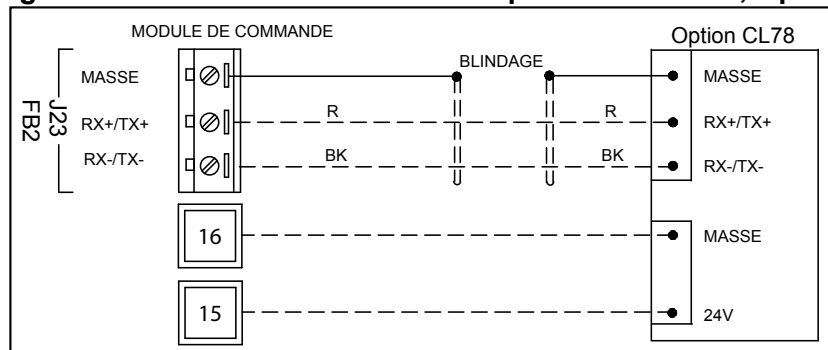 MODULE DE COMMANDE
Option CL78
BLINDAGE
J23
FB2
MASSE
MASSE
RX+/TX+
R
R
RX+/TX+
RX-/TX-
BK
BK
RX-/TX-
16
MASSE
15
24V